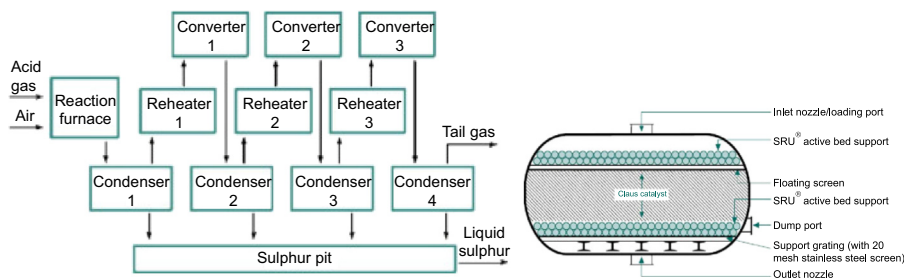 Converter
1
Converter
2
Converter
3
Acid
gas
Air
Reaction
furnace
Reheater
1
Reheater
2
Reheater
3
Tail gas
Condenser
1
Condenser
2
Condenser
3
Condenser
4
Liquid
sulphur
Sulphur pit
Inlet nozzle/loading port
SRU® active bed support
Floating screen
Claus catalyst
SRU® active bed support
Dump port
Support grating (with 20
mesh stainless steel screen)
Outlet nozzle